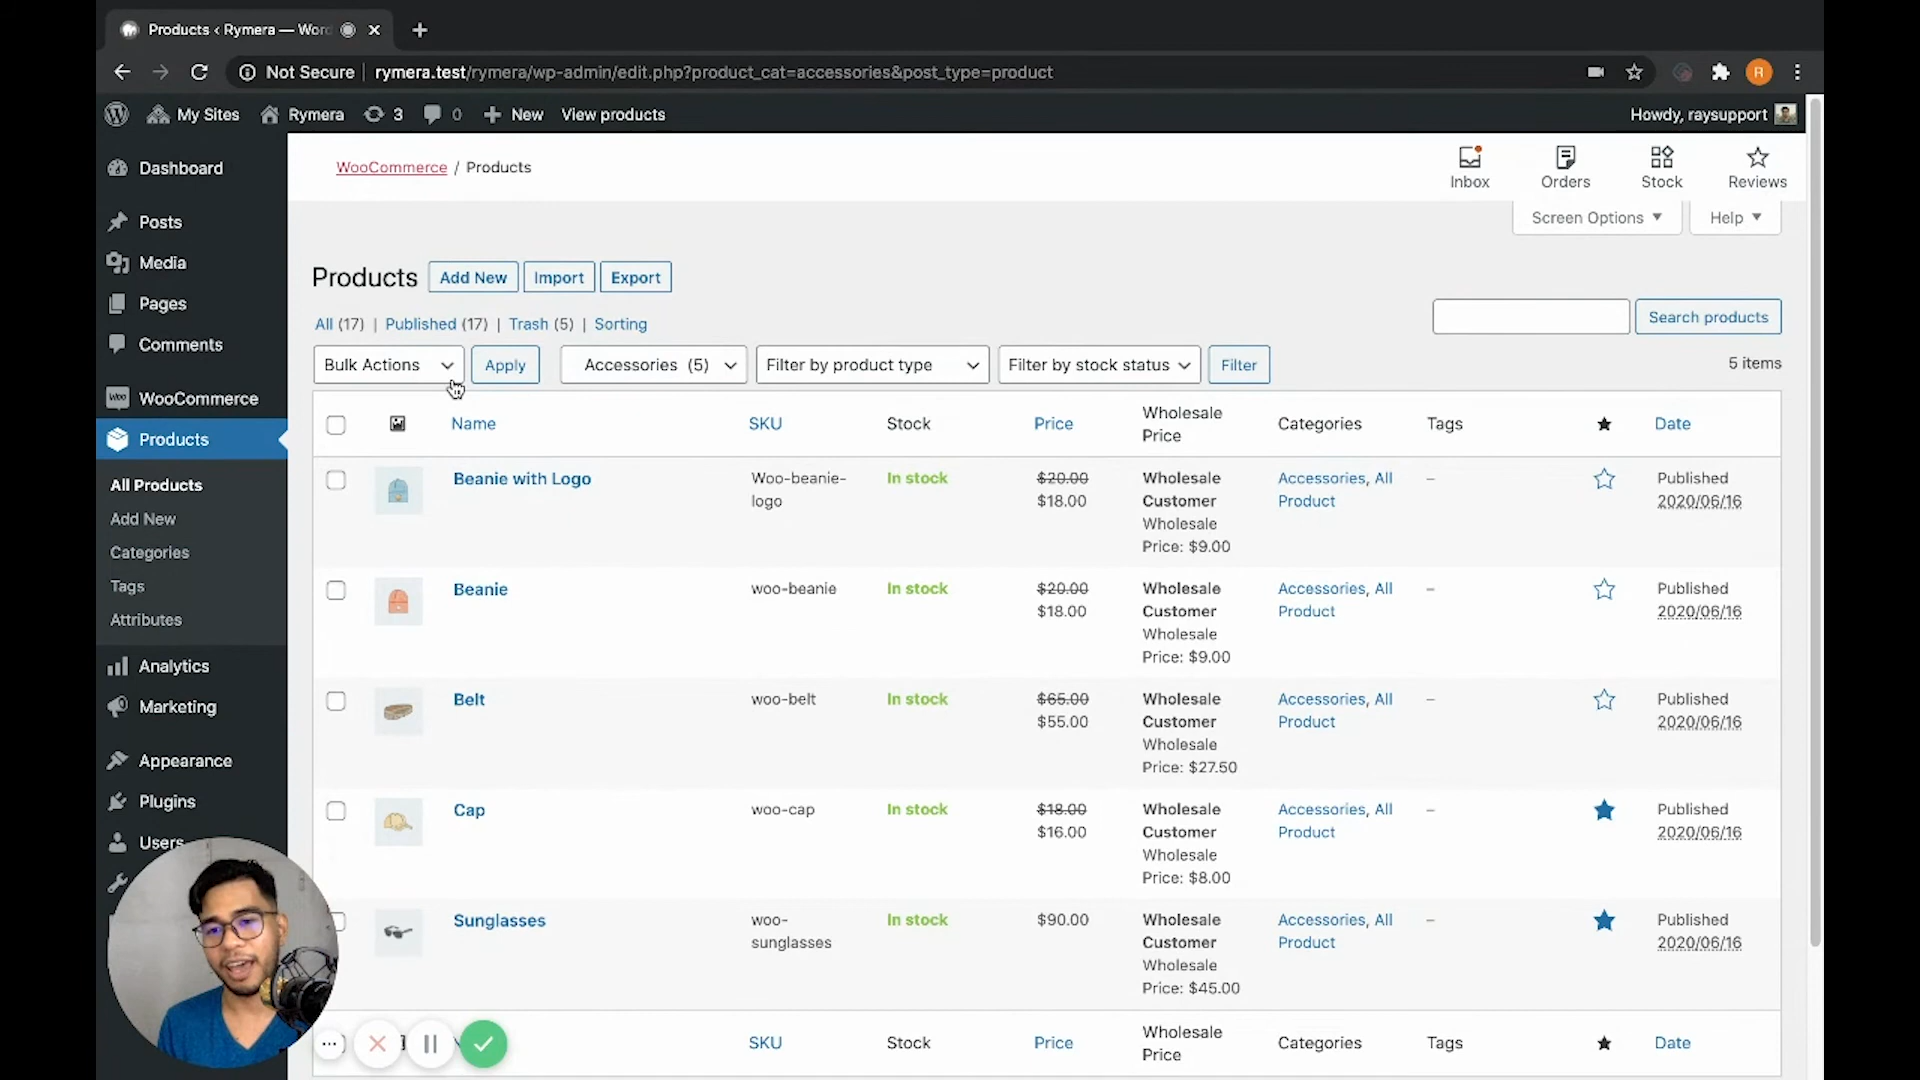 Products ‹ Rymera — Word
Not Secure | rymera.test/rymera/wp-admin/edit.php?product_cat=accessories&post_type=product
R
My Sites Rymera 3 0 New View products
Howdy, raysupport
Dashboard
Posts
Media
Pages
Comments
WooCommerce
Products
All Products
Add New
Categories
Tags
Attributes
Analytics
Marketing
Appearance
Plugins
Users
WooCommerce / Products
Inbox
Orders
Stock
Reviews
Screen Options
Help
Products Add New Import Export
All (17) | Published (17) | Trash (5) | Sorting
Search products
Bulk Actions Apply Accessories (5) Filter by product type Filter by stock status Filter
5 items
Name SKU Stock Price Wholesale Price Categories Tags Date
Beanie with Logo
Woo-beanie-
logo
In stock
$20.00
$18.00
Wholesale
Customer
Wholesale
Price: $9.00
Accessories, All
Product
–
Published
2020/06/16
Beanie
woo-beanie
In stock
$20.00
$18.00
Wholesale
Customer
Wholesale
Price: $9.00
Accessories, All
Product
–
Published
2020/06/16
Belt
woo-belt
In stock
$65.00
$55.00
Wholesale
Customer
Wholesale
Price: $27.50
Accessories, All
Product
–
Published
2020/06/16
Cap
woo-cap
In stock
$18.00
$16.00
Wholesale
Customer
Wholesale
Price: $8.00
Accessories, All
Product
–
Published
2020/06/16
Sunglasses
woo-
sunglasses
In stock
$90.00
Wholesale
Customer
Wholesale
Price: $45.00
Accessories, All
Product
–
Published
2020/06/16
SKU Stock Price Wholesale Price Categories Tags Date